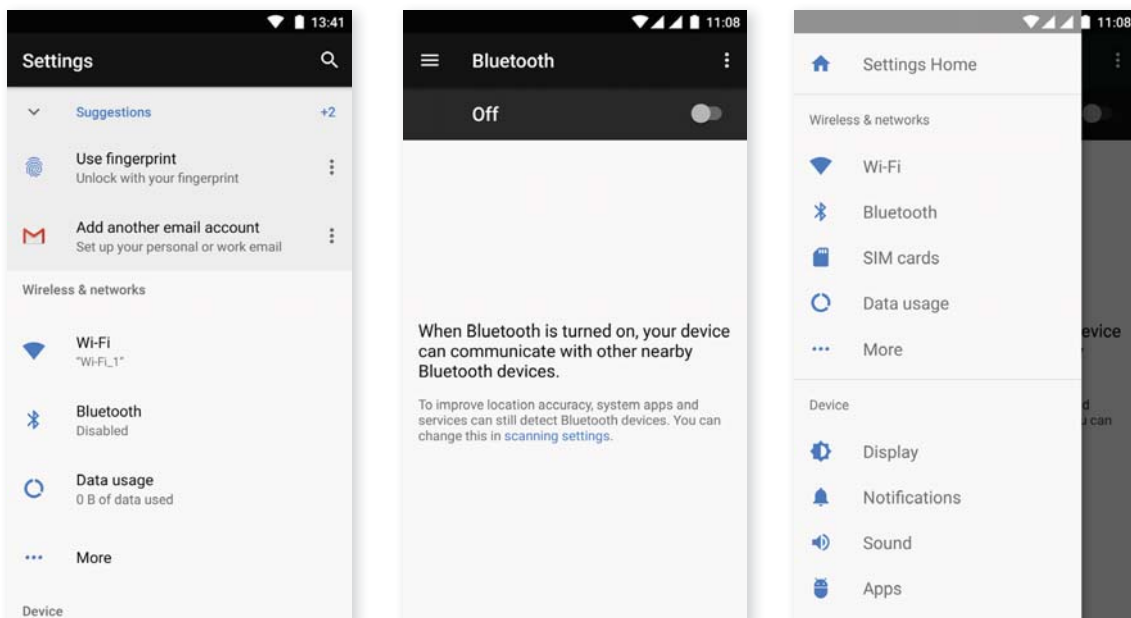 13:41
Settings
Suggestions +2
Use fingerprint
Unlock with your fingerprint
Add another email account
Set up your personal or work email
Wireless & networks
Wi-Fi
"Wi-Fi_1"
Bluetooth
Disabled
Data usage
0 B of data used
More
Device
11:08
Bluetooth
Off
When Bluetooth is turned on, your device
can communicate with other nearby
Bluetooth devices.
To improve location accuracy, system apps and
services can still detect Bluetooth devices. You can
change this in scanning settings.
11:08
Settings Home
Wireless & networks
Wi-Fi
Bluetooth
SIM cards
Data usage
More
Device
Display
Notifications
Sound
Apps
evice
d
u can